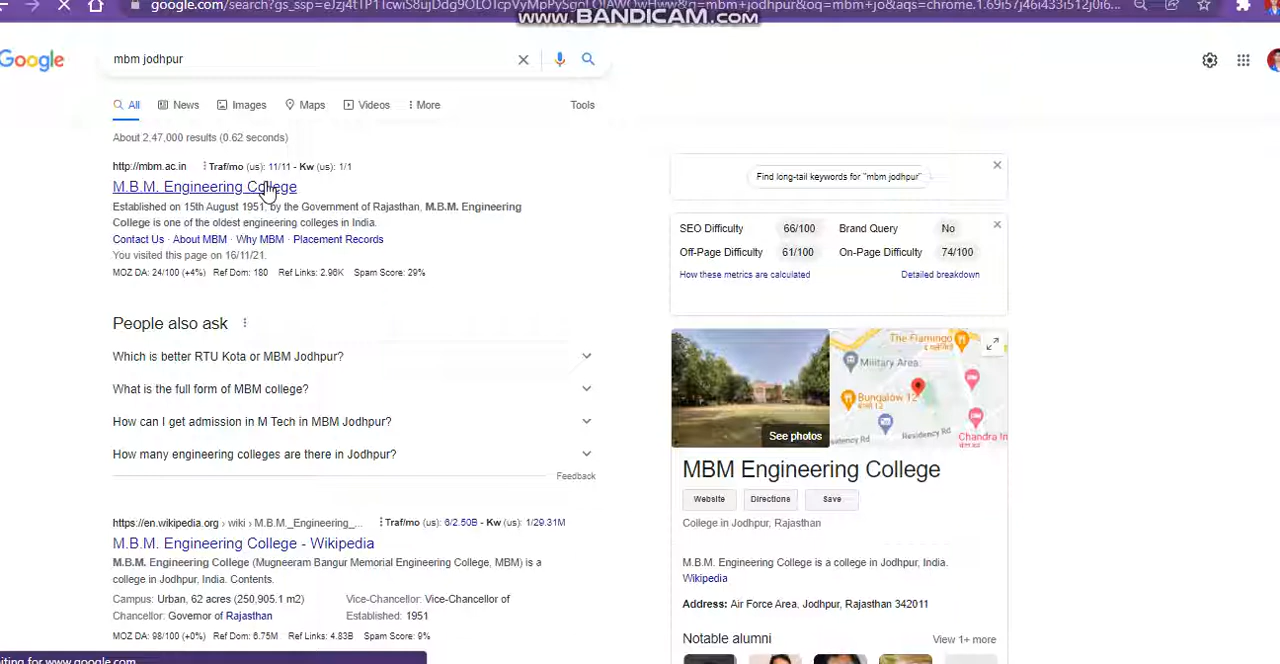 google.com/search?gs_ssp=eJzj4tTP1TcwiS8ujDdg9OLOTcpVyMpPySgo
www.BANDICAM.com
Google
mbm jodhpur
All News Images Maps Videos More Tools
About 2,47,000 results (0.62 seconds)
http://mbm.ac.in Traf/mo (us): 11/11 - Kw (us): 1/1
M.B.M. Engineering College
Established on 15th August 1951, by the Government of Rajasthan, M.B.M. Engineering
College is one of the oldest engineering colleges in India.
Contact Us · About MBM · Why MBM · Placement Records
You visited this page on 16/11/21.
MOZ DA: 24/100 (+4%) Ref Dom: 180 Ref Links: 2.96K Spam Score: 29%
People also ask
Which is better RTU Kota or MBM Jodhpur?
What is the full form of MBM college?
How can I get admission in M Tech in MBM Jodhpur?
How many engineering colleges are there in Jodhpur?
Feedback
https://en.wikipedia.org › wiki › M.B.M._Engineering_... Traf/mo (us): 6/2.50B - Kw (us): 1/29.31M
M.B.M. Engineering College - Wikipedia
M.B.M. Engineering College (Mugneeram Bangur Memorial Engineering College, MBM) is a
college in Jodhpur, India. Contents.
Campus: Urban, 62 acres (250,905.1 m2) Vice-Chancellor: Vice-Chancellor of
Chancellor: Governor of Rajasthan Established: 1951
MOZ DA: 98/100 (+0%) Ref Dom: 6.75M Ref Links: 4.83B Spam Score: 9%
iting for www.google.com
Find long-tail keywords for "mbm jodhpur"
SEO Difficulty 66/100 Brand Query No
Off-Page Difficulty 61/100 On-Page Difficulty 74/100
How these metrics are calculated Detailed breakdown
See photos
The Flamingo
Military Area
Bungalow 12
Residency Rd
Chandra In
MBM Engineering College
Website Directions Save
College in Jodhpur, Rajasthan
M.B.M. Engineering College is a college in Jodhpur, India.
Wikipedia
Address: Air Force Area, Jodhpur, Rajasthan 342011
Notable alumni View 1+ more